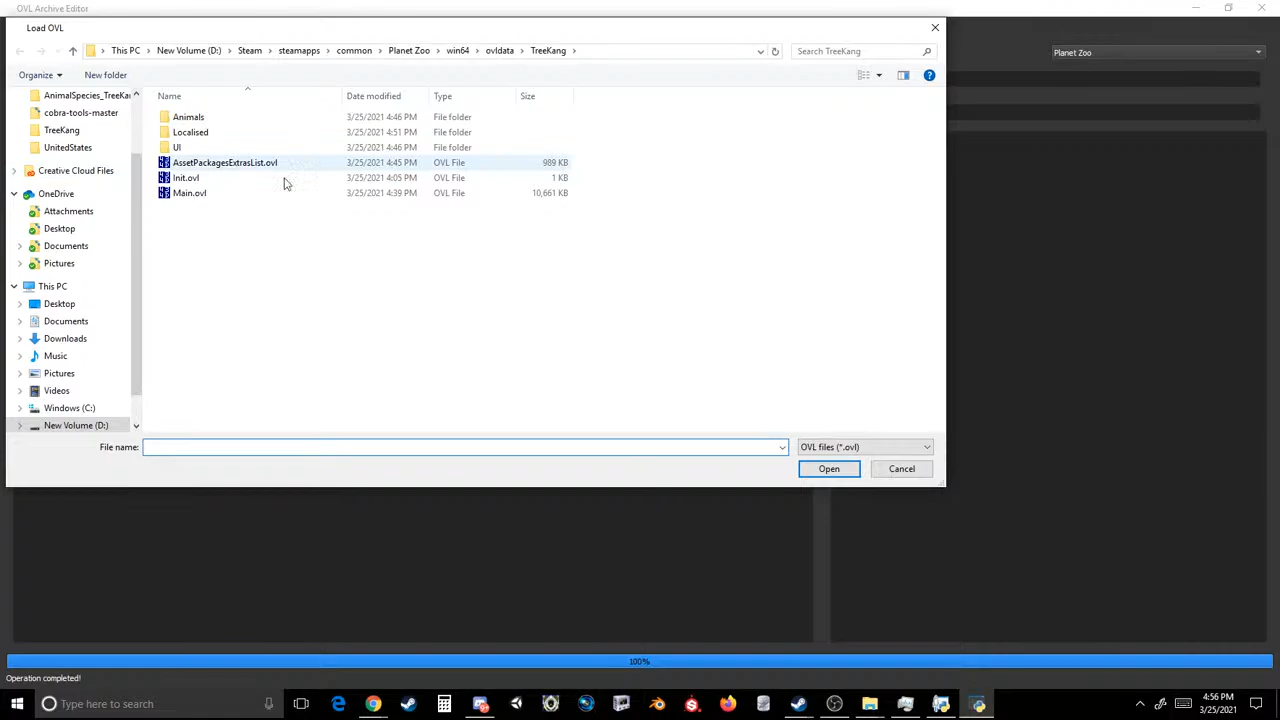 OVL Archive Editor
Load OVL
This PC > New Volume (D:) > Steam > steamapps > common > Planet Zoo > win64 > ovldata > TreeKang >
Search TreeKang
Planet Zoo
Organize
New folder
Name Date modified Type Size
AnimalSpecies_TreeKa
cobra-tools-master
TreeKang
UnitedStates
Creative Cloud Files
OneDrive
Attachments
Desktop
Documents
Pictures
This PC
Desktop
Documents
Downloads
Music
Pictures
Videos
Windows (C:)
New Volume (D:)
Animals 3/25/2021 4:46 PM File folder
Localised 3/25/2021 4:51 PM File folder
UI 3/25/2021 4:46 PM File folder
AssetPackagesExtrasList.ovl 3/25/2021 4:45 PM OVL File 989 KB
Init.ovl 3/25/2021 4:05 PM OVL File 1 KB
Main.ovl 3/25/2021 4:39 PM OVL File 10,661 KB
File name:
OVL files (*.ovl)
Open
Cancel
100%
Operation completed!
Type here to search
4:56 PM
3/25/2021